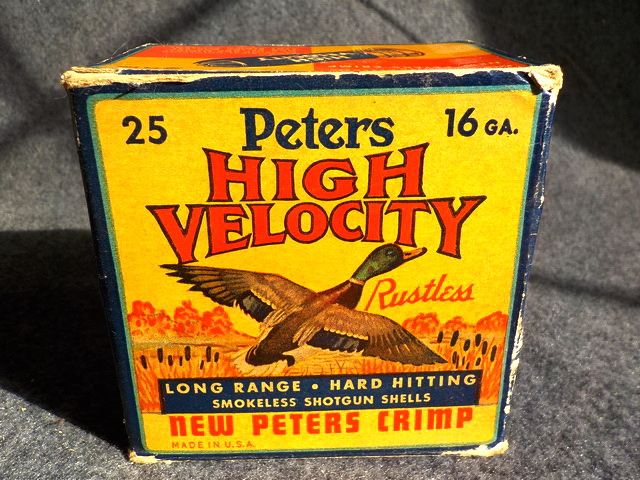 25
Peters
16 GA.
HIGH
VELOCITY
Rustless
LONG RANGE • HARD HITTING
SMOKELESS SHOTGUN SHELLS
NEW PETERS CRIMP
MADE IN U.S.A.